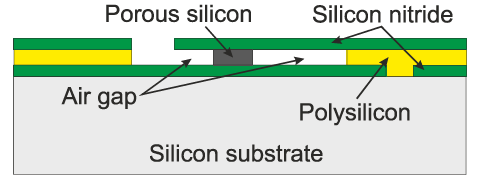 Porous silicon
Silicon nitride
Air gap
Polysilicon
Silicon substrate